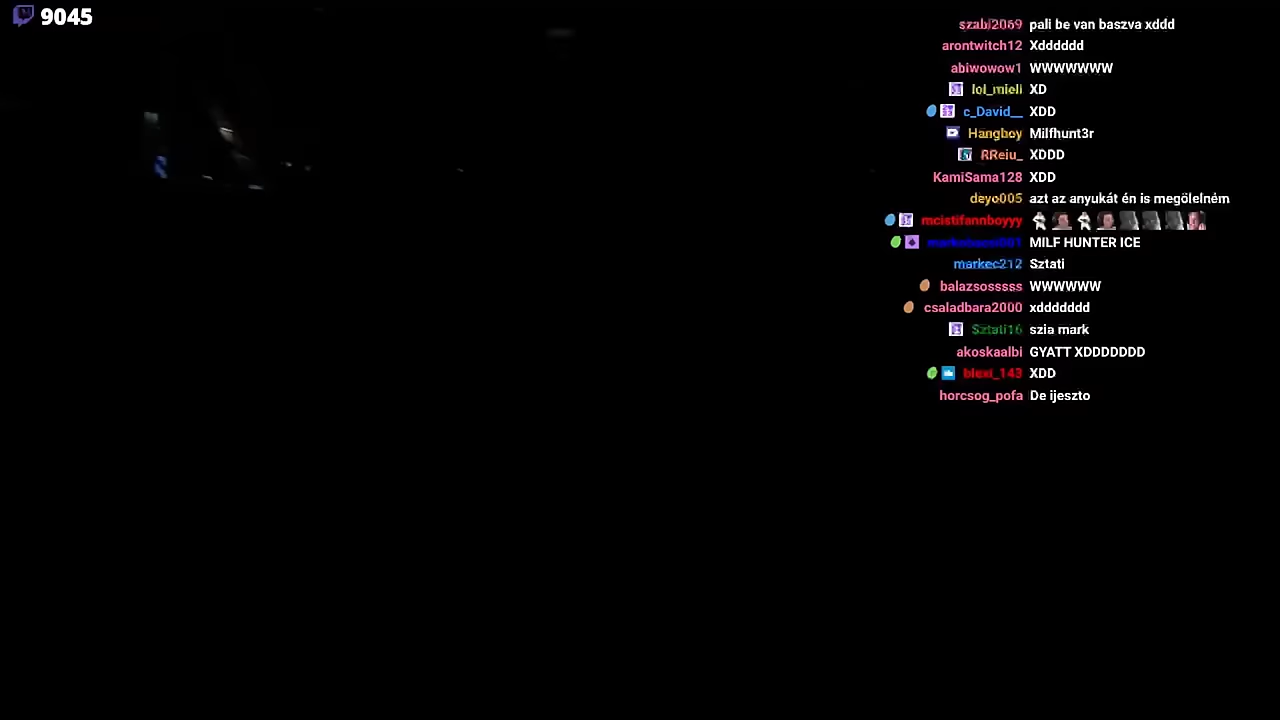 9045
szabi2069 pali be van baszva xddd
arontwitch12 Xdddddd
abiwowow1 WWWWWWW
lol_mieli XD
c_David__ XDD
Hangboy Milfhunt3r
RReiu_ XDDD
KamiSama128 XDD
deyo005 azt az anyukát én is megölelném
mcistifannboyyy
MILF HUNTER ICE
markec212 Sztati
balazsosssss WWWWWW
csaladbara2000 xddddddd
Sztati16 szia mark
akoskaalbi GYATT XDDDDDDD
blexi_143 XDD
horcsog_pofa De ijeszto